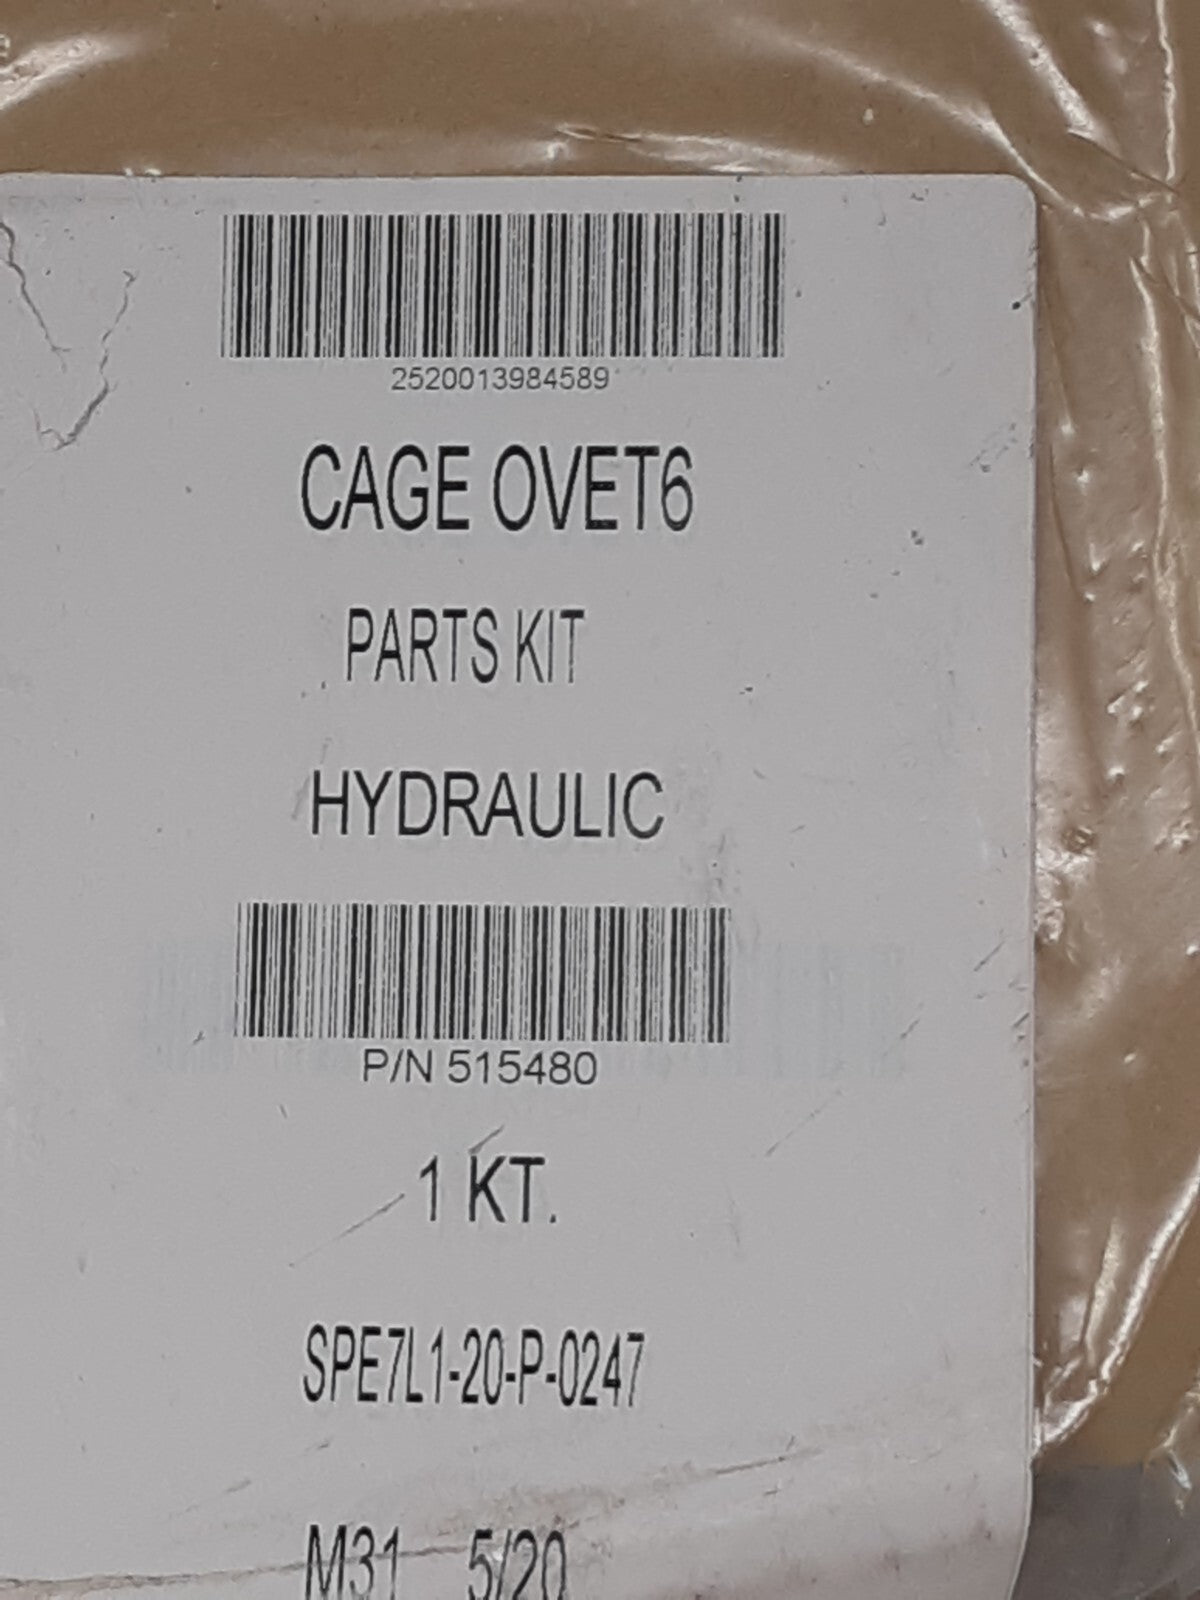 2520013984589
CAGE OVET6
PARTS KIT
HYDRAULIC
P/N 515480
1 KT.
SPE7L1-20-P-0247
M31 5/20